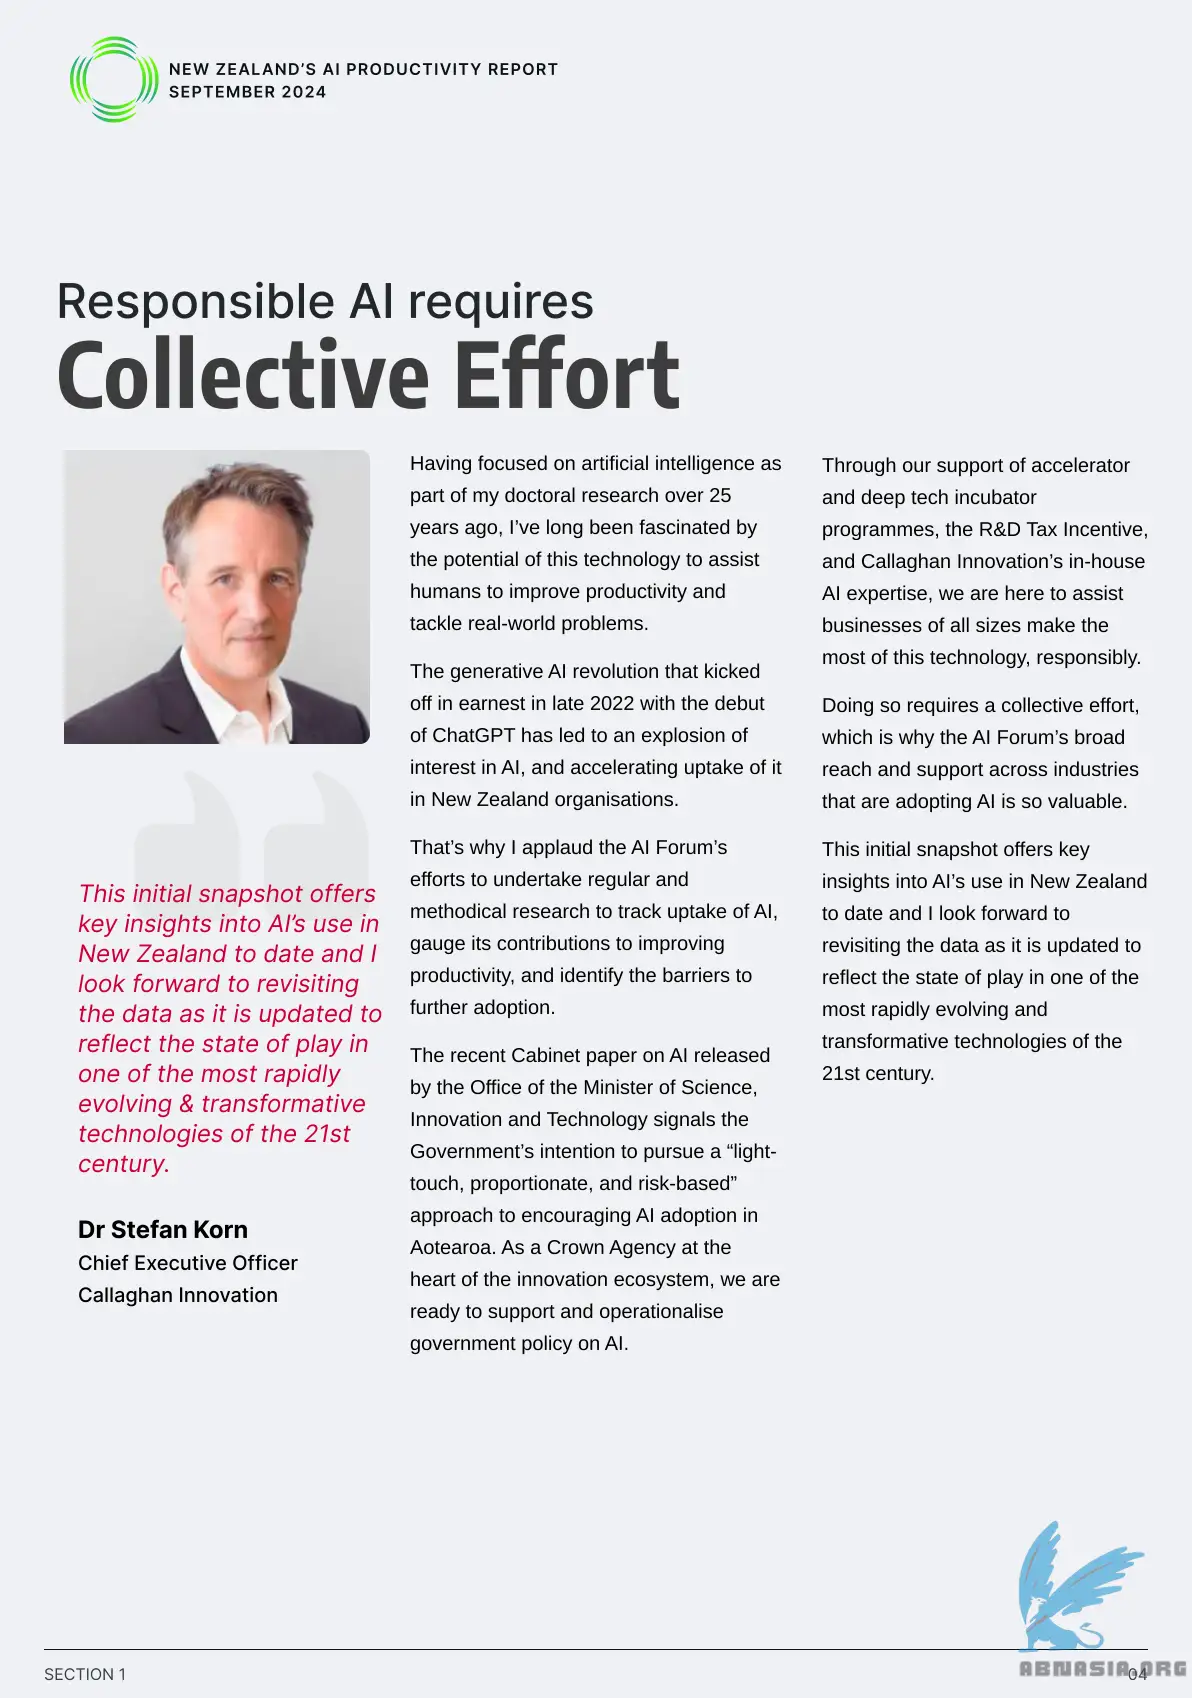 NEW ZEALAND’S AI PRODUCTIVITY REPORT
SEPTEMBER 2024
Responsible AI requires
Collective Effort
This initial snapshot offers
key insights into AI’s use in
New Zealand to date and I
look forward to revisiting
the data as it is updated to
reflect the state of play in
one of the most rapidly
evolving & transformative
technologies of the 21st
century.
Dr Stefan Korn
Chief Executive Officer
Callaghan Innovation
Having focused on artificial intelligence as
part of my doctoral research over 25
years ago, I’ve long been fascinated by
the potential of this technology to assist
humans to improve productivity and
tackle real-world problems.
The generative AI revolution that kicked
off in earnest in late 2022 with the debut
of ChatGPT has led to an explosion of
interest in AI, and accelerating uptake of it
in New Zealand organisations.
That’s why I applaud the AI Forum’s
efforts to undertake regular and
methodical research to track uptake of AI,
gauge its contributions to improving
productivity, and identify the barriers to
further adoption.
The recent Cabinet paper on AI released
by the Office of the Minister of Science,
Innovation and Technology signals the
Government’s intention to pursue a “light-
touch, proportionate, and risk-based”
approach to encouraging AI adoption in
Aotearoa. As a Crown Agency at the
heart of the innovation ecosystem, we are
ready to support and operationalise
government policy on AI.
Through our support of accelerator
and deep tech incubator
programmes, the R&D Tax Incentive,
and Callaghan Innovation’s in-house
AI expertise, we are here to assist
businesses of all sizes make the
most of this technology, responsibly.
Doing so requires a collective effort,
which is why the AI Forum’s broad
reach and support across industries
that are adopting AI is so valuable.
This initial snapshot offers key
insights into AI’s use in New Zealand
to date and I look forward to
revisiting the data as it is updated to
reflect the state of play in one of the
most rapidly evolving and
transformative technologies of the
21st century.
SECTION 1
04
ABNASIA.ORG